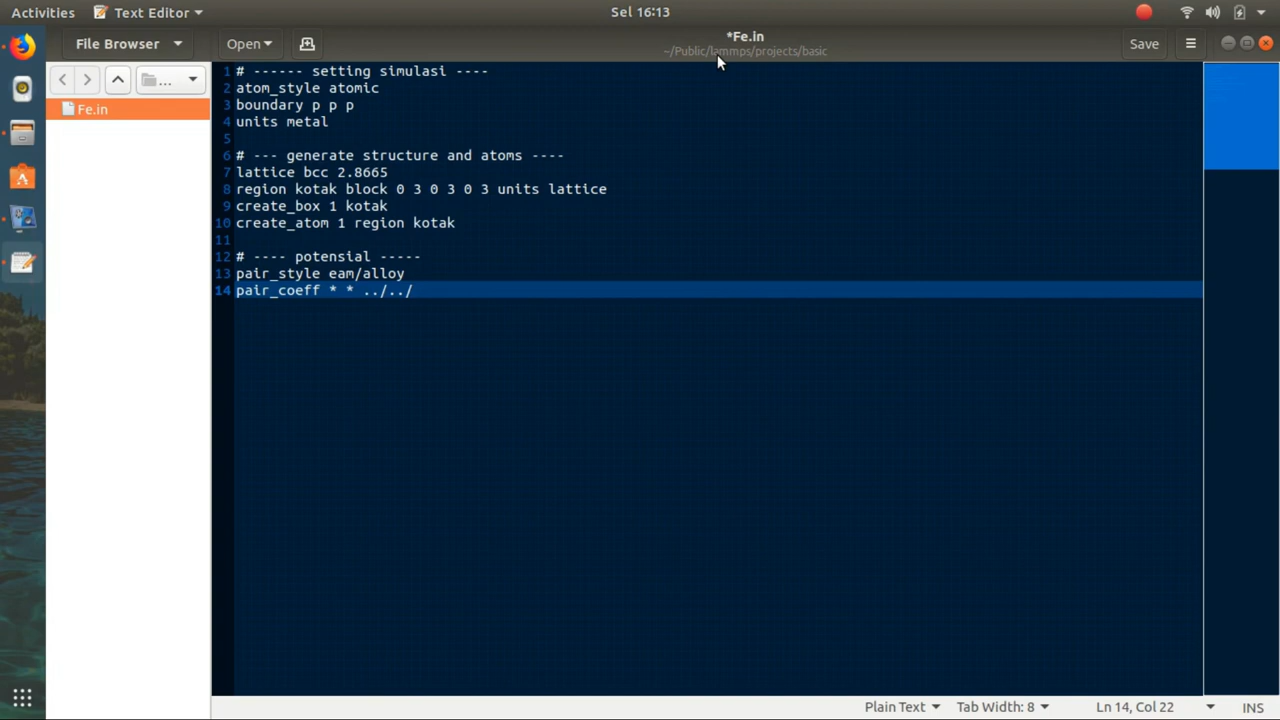 Activities Text Editor Sel 16:13
File Browser Open *Fe.in Save
~/Public/lammps/projects/basic
...
Fe.in
1 # ------ setting simulasi ----
2 atom_style atomic
3 boundary p p p
4 units metal
5
6 # --- generate structure and atoms ----
7 lattice bcc 2.8665
8 region kotak block 0 3 0 3 0 3 units lattice
9 create_box 1 kotak
10 create_atom 1 region kotak
11
12 # ---- potensial -----
13 pair_style eam/alloy
14 pair_coeff * * ../../
Plain Text Tab Width: 8 Ln 14, Col 22 INS